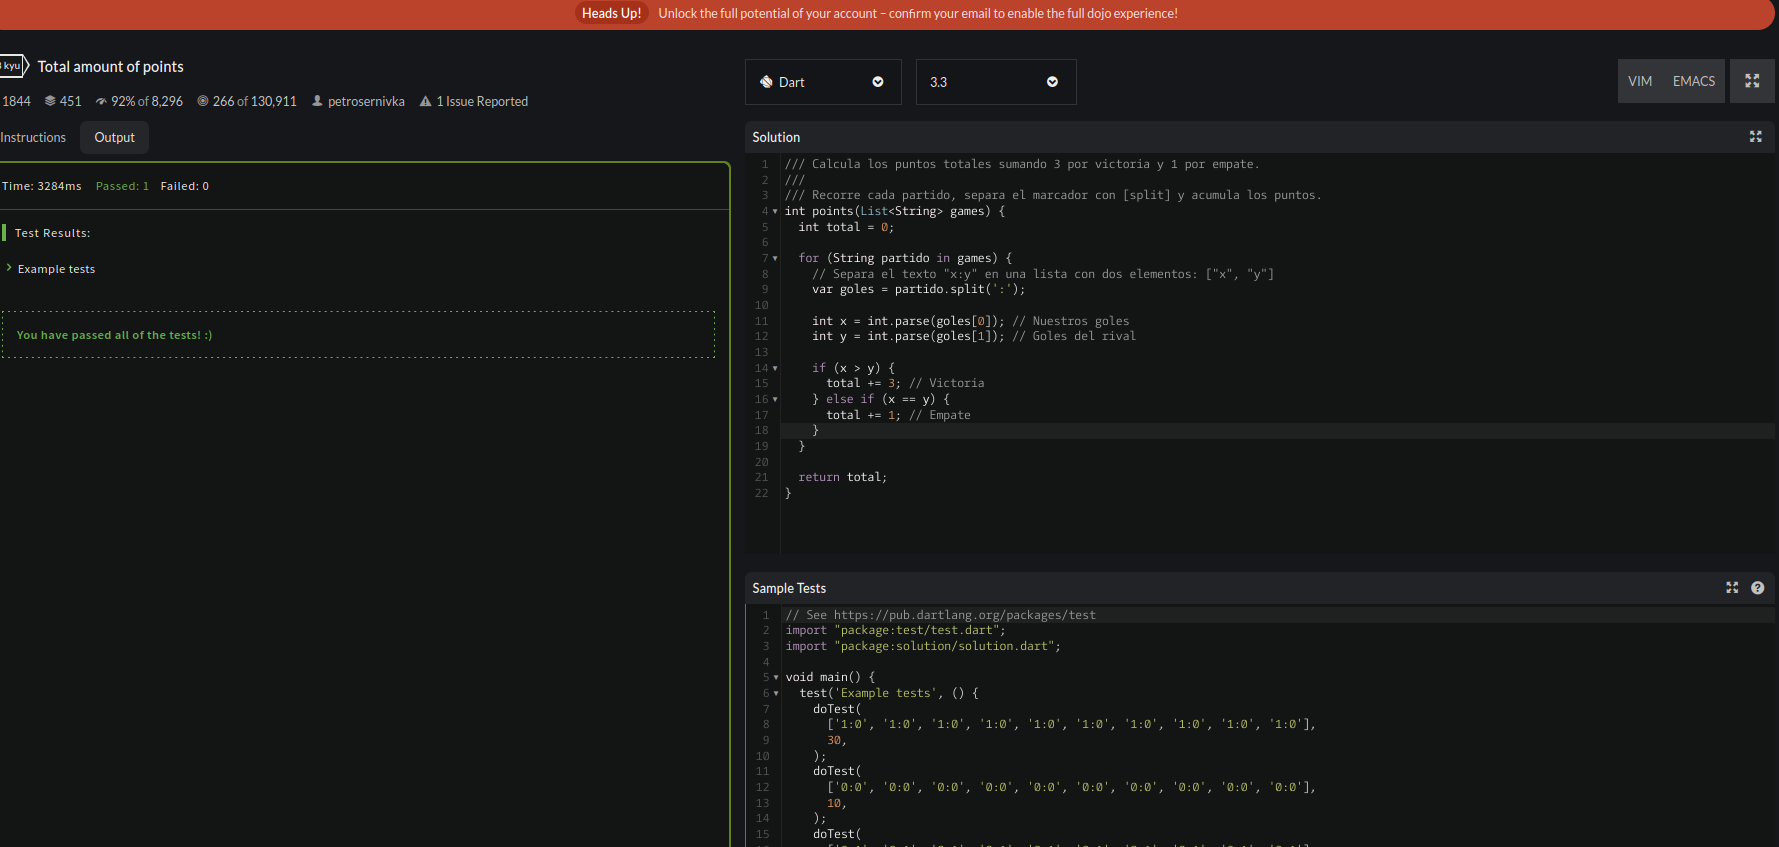 Heads Up! Unlock the full potential of your account – confirm your email to enable the full dojo experience!
kyu Total amount of points
1844 451 92% of 8,296 266 of 130,911 petrosernivka 1 Issue Reported
Instructions Output
Time: 3284ms Passed: 1 Failed: 0
Test Results:
Example tests
You have passed all of the tests! :)
Dart 3.3 VIM EMACS
Solution
1 /// Calcula los puntos totales sumando 3 por victoria y 1 por empate.
2 ///
3 /// Recorre cada partido, separa el marcador con [split] y acumula los puntos.
4 int points(List<String> games) {
5 int total = 0;
6
7 for (String partido in games) {
8 // Separa el texto "x:y" en una lista con dos elementos: ["x", "y"]
9 var goles = partido.split(':');
10
11 int x = int.parse(goles[0]); // Nuestros goles
12 int y = int.parse(goles[1]); // Goles del rival
13
14 if (x > y) {
15 total += 3; // Victoria
16 } else if (x == y) {
17 total += 1; // Empate
18 }
19 }
20
21 return total;
22 }
Sample Tests
1 // See https://pub.dartlang.org/packages/test
2 import "package:test/test.dart";
3 import "package:solution/solution.dart";
4
5 void main() {
6 test('Example tests', () {
7 doTest(
8 ['1:0', '1:0', '1:0', '1:0', '1:0', '1:0', '1:0', '1:0', '1:0', '1:0'],
9 30,
10 );
11 doTest(
12 ['0:0', '0:0', '0:0', '0:0', '0:0', '0:0', '0:0', '0:0', '0:0', '0:0'],
13 10,
14 );
15 doTest(